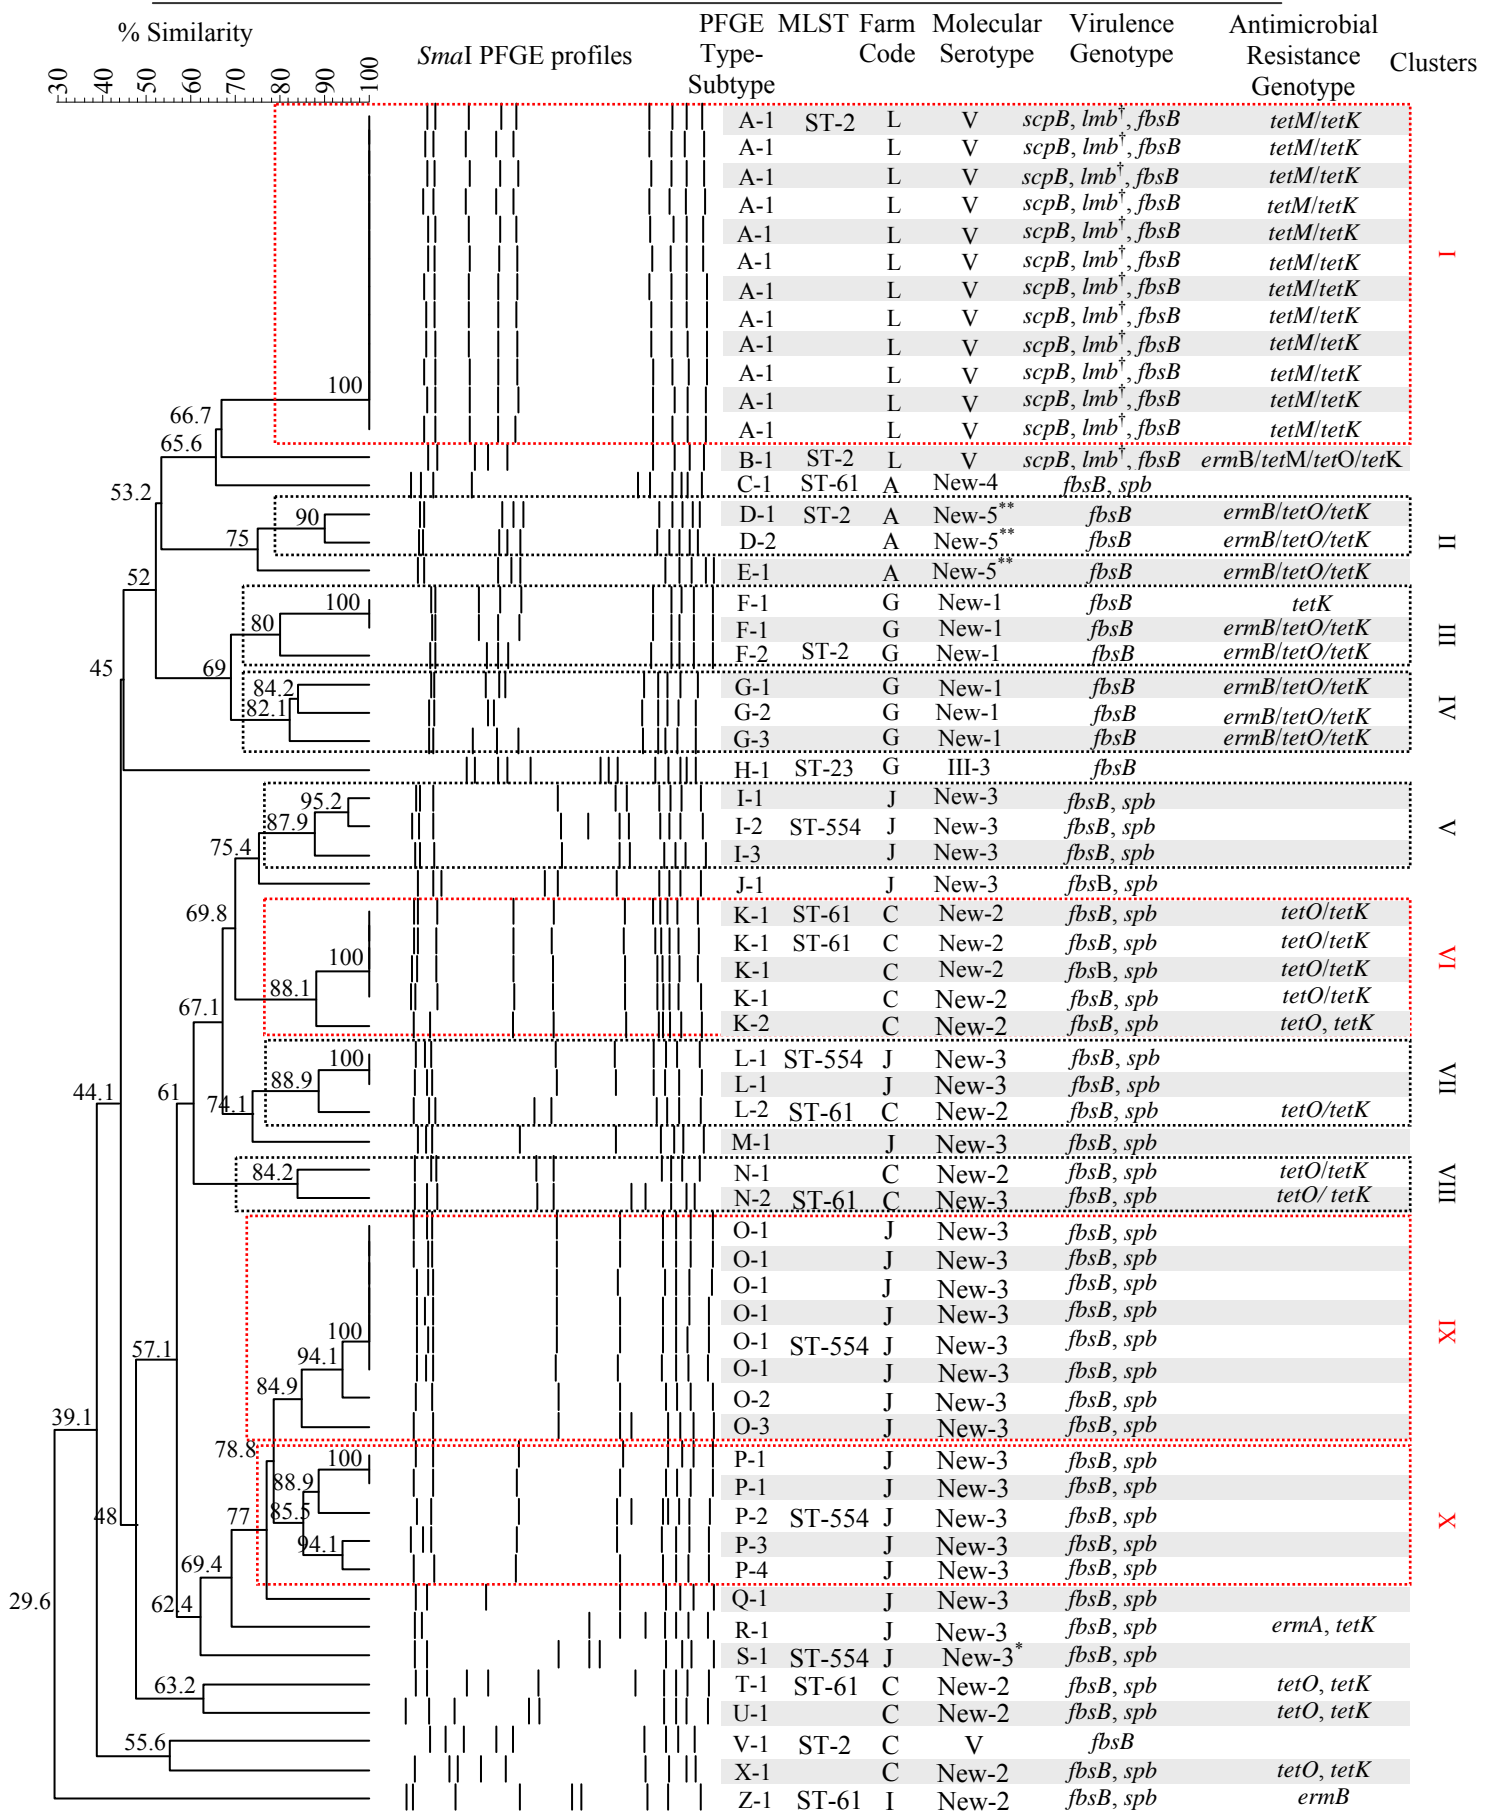 % Similarity
SmaI PFGE profiles
PFGE Type-Subtype MLST Farm Code Molecular Serotype Virulence Genotype Antimicrobial Resistance Genotype Clusters
30 40 50 60 70 80 90 100
A-1 ST-2 L V scpB, lmb†, fbsB tetM/tetK
A-1 L V scpB, lmb†, fbsB tetM/tetK
A-1 L V scpB, lmb†, fbsB tetM/tetK
A-1 L V scpB, lmb†, fbsB tetM/tetK
A-1 L V scpB, lmb†, fbsB tetM/tetK
A-1 L V scpB, lmb†, fbsB tetM/tetK
I
A-1 L V scpB, lmb†, fbsB tetM/tetK
A-1 L V scpB, lmb†, fbsB tetM/tetK
A-1 L V scpB, lmb†, fbsB tetM/tetK
A-1 L V scpB, lmb†, fbsB tetM/tetK
100
A-1 L V scpB, lmb†, fbsB tetM/tetK
66.7
A-1 L V scpB, lmb†, fbsB tetM/tetK
65.6
B-1 ST-2 L V scpB, lmb†, fbsB ermB/tetM/tetO/tetK
53.2
C-1 ST-61 A New-4 fbsB, spb
90
D-1 ST-2 A New-5** fbsB ermB/tetO/tetK
75
D-2 A New-5** fbsB ermB/tetO/tetK
II
52
E-1 A New-5** fbsB ermB/tetO/tetK
100
F-1 G New-1 fbsB tetK
80
F-1 G New-1 fbsB ermB/tetO/tetK
III
45
69
F-2 ST-2 G New-1 fbsB ermB/tetO/tetK
84.2
G-1 G New-1 fbsB ermB/tetO/tetK
82.1
G-2 G New-1 fbsB ermB/tetO/tetK
IV
G-3 G New-1 fbsB ermB/tetO/tetK
H-1 ST-23 G III-3 fbsB
95.2
I-1 J New-3 fbsB, spb
87.9
I-2 ST-554 J New-3 fbsB, spb
V
75.4
I-3 J New-3 fbsB, spb
J-1 J New-3 fbsB, spb
69.8
K-1 ST-61 C New-2 fbsB, spb tetO/tetK
K-1 ST-61 C New-2 fbsB, spb tetO/tetK
100
K-1 C New-2 fbsB, spb tetO/tetK
VI
88.1
K-1 C New-2 fbsB, spb tetO/tetK
67.1
K-2 C New-2 fbsB, spb tetO, tetK
100
L-1 ST-554 J New-3 fbsB, spb
88.9
L-1 J New-3 fbsB, spb
VII
44.1
61
74.1
L-2 ST-61 C New-2 fbsB, spb tetO/tetK
M-1 J New-3 fbsB, spb
84.2
N-1 C New-2 fbsB, spb tetO/tetK
VIII
N-2 ST-61 C New-3 fbsB, spb tetO/ tetK
O-1 J New-3 fbsB, spb
O-1 J New-3 fbsB, spb
O-1 J New-3 fbsB, spb
O-1 J New-3 fbsB, spb
100
O-1 ST-554 J New-3 fbsB, spb
IX
57.1
94.1
O-1 J New-3 fbsB, spb
84.9
O-2 J New-3 fbsB, spb
39.1
O-3 J New-3 fbsB, spb
78.8
100
P-1 J New-3 fbsB, spb
88.9
P-1 J New-3 fbsB, spb
48
77
85.5
P-2 ST-554 J New-3 fbsB, spb
X
94.1
P-3 J New-3 fbsB, spb
69.4
P-4 J New-3 fbsB, spb
29.6
62.4
Q-1 J New-3 fbsB, spb
R-1 J New-3 fbsB, spb ermA, tetK
S-1 ST-554 J New-3* fbsB, spb
63.2
T-1 ST-61 C New-2 fbsB, spb tetO, tetK
U-1 C New-2 fbsB, spb tetO, tetK
55.6
V-1 ST-2 C V fbsB
X-1 C New-2 fbsB, spb tetO, tetK
Z-1 ST-61 I New-2 fbsB, spb ermB